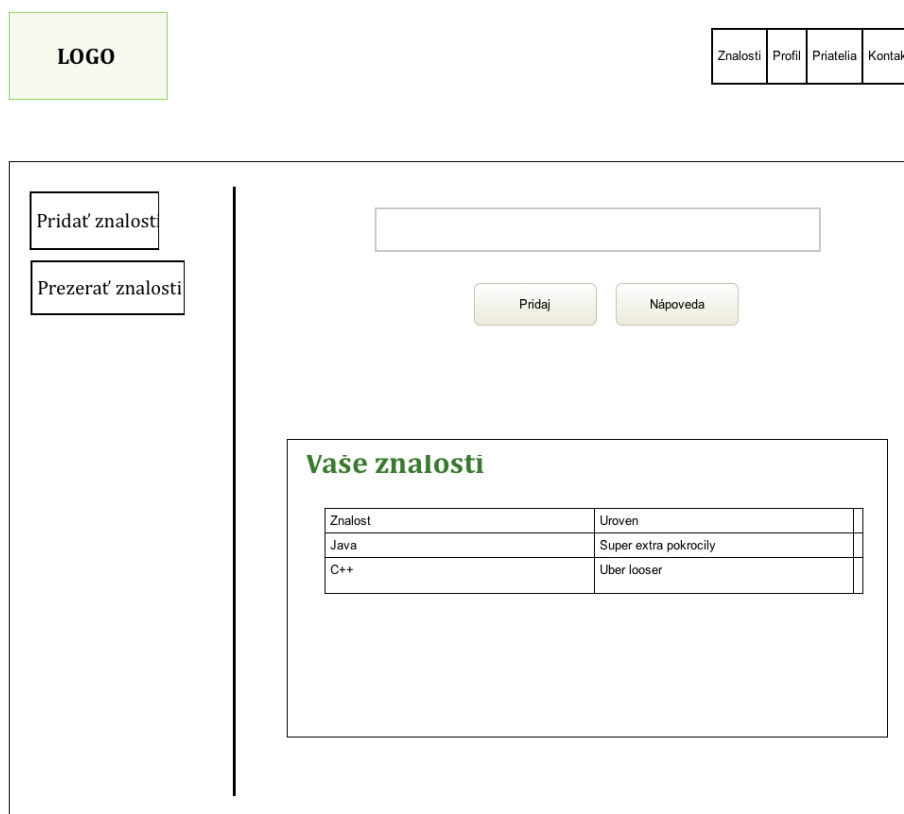 LOGO
Znalosti Profil Priatelia Kontak
Pridať znalosti
Prezerať znalosti
Pridaj Nápoveda
Vaše znalosti
Znalost Uroven
Java Super extra pokrocily
C++ Uber looser